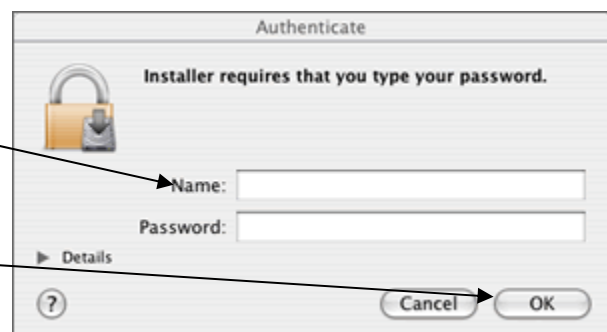 Authenticate
Installer requires that you type your password.
Name:
Password:
Details
? Cancel OK